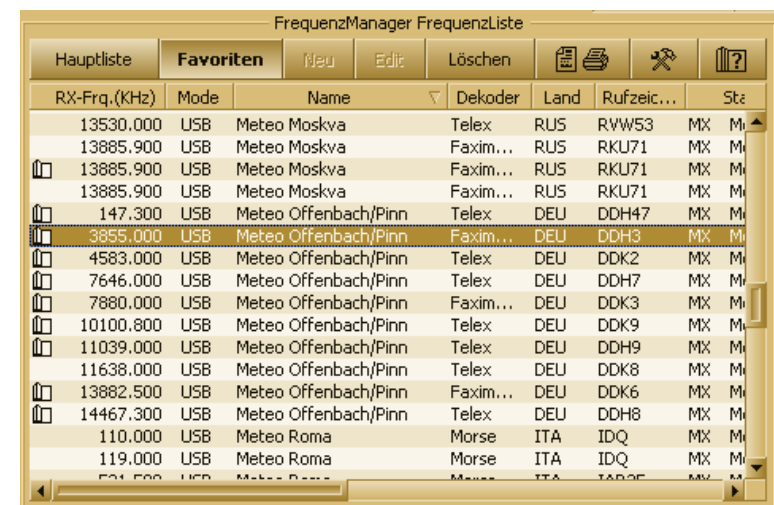 FrequenzManager FrequenzListe
Hauptliste Favoriten Neu Edit Löschen
RX-Frq.(KHz) Mode Name Dekoder Land Rufzeic... Sta
13530.000 USB Meteo Moskva Telex RUS RVW53 MX M
13885.900 USB Meteo Moskva Faxim... RUS RKU71 MX M
13885.900 USB Meteo Moskva Faxim... RUS RKU71 MX M
13885.900 USB Meteo Moskva Faxim... RUS RKU71 MX M
147.300 USB Meteo Offenbach/Pinn Telex DEU DDH47 MX M
3855.000 USB Meteo Offenbach/Pinn Faxim... DEU DDH3 MX M
4583.000 USB Meteo Offenbach/Pinn Telex DEU DDK2 MX M
7646.000 USB Meteo Offenbach/Pinn Telex DEU DDH7 MX M
7880.000 USB Meteo Offenbach/Pinn Faxim... DEU DDK3 MX M
10100.800 USB Meteo Offenbach/Pinn Telex DEU DDK9 MX M
11039.000 USB Meteo Offenbach/Pinn Telex DEU DDH9 MX M
11638.000 USB Meteo Offenbach/Pinn Telex DEU DDK8 MX M
13882.500 USB Meteo Offenbach/Pinn Faxim... DEU DDK6 MX M
14467.300 USB Meteo Offenbach/Pinn Telex DEU DDH8 MX M
110.000 USB Meteo Roma Morse ITA IDQ MX M
119.000 USB Meteo Roma Morse ITA IDQ MX M